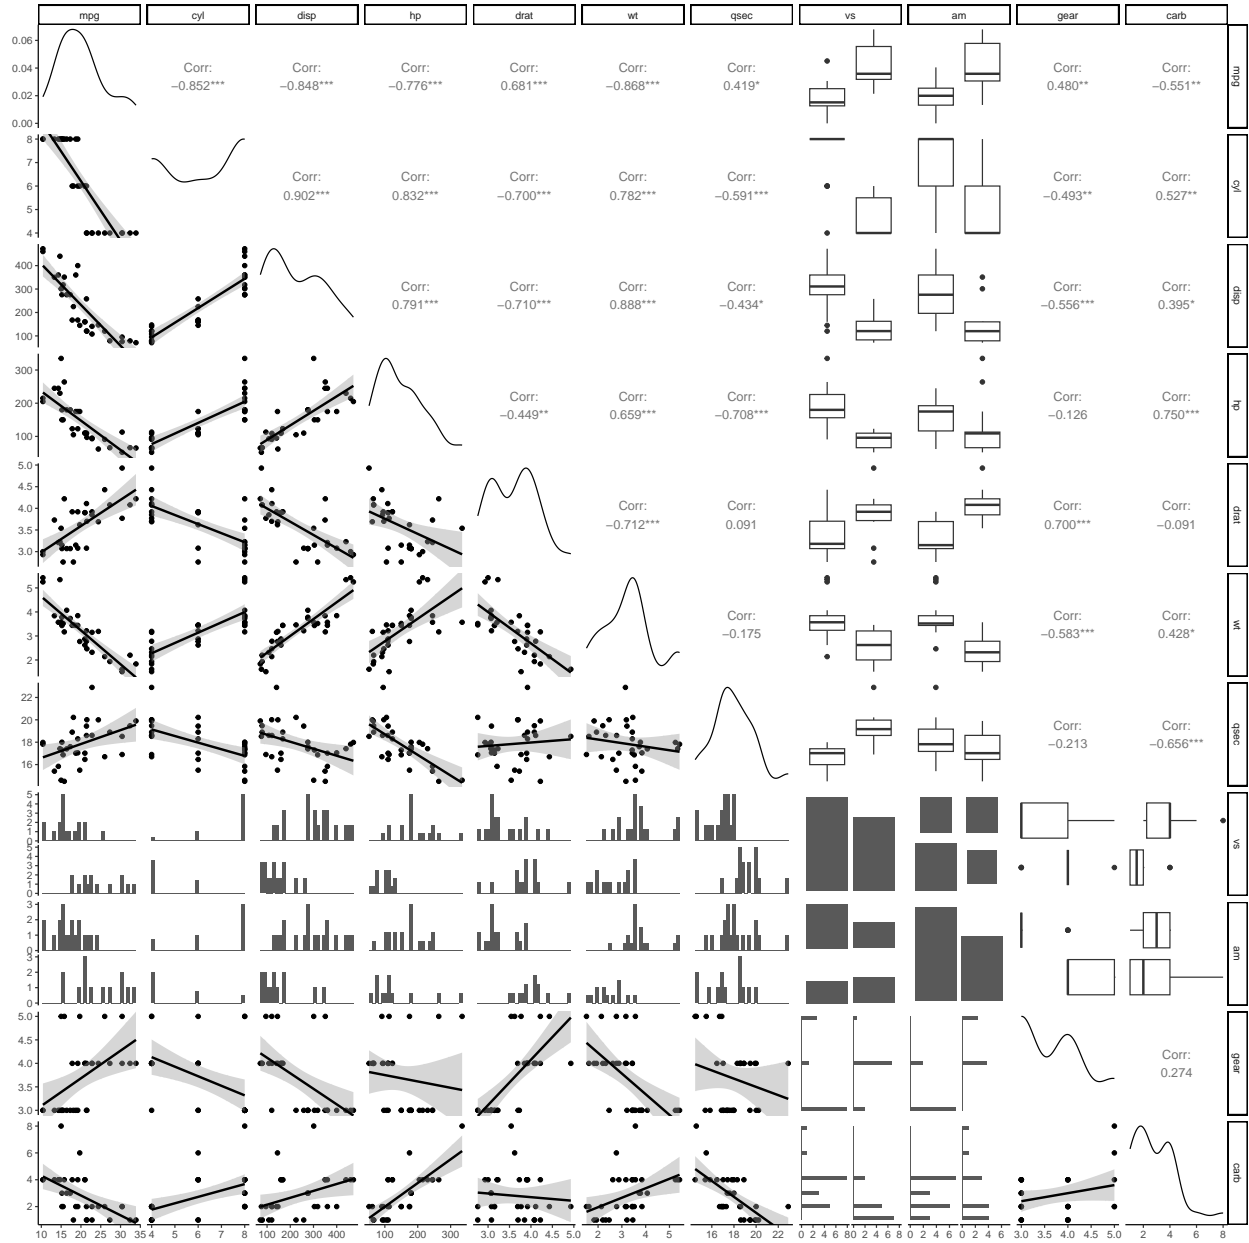 mpg cyl disp hp drat wt qsec vs am gear carb
0.06
0.04
0.02
0.00
Corr: Corr: Corr: Corr: Corr: Corr: Corr: Corr:
−0.852*** −0.848*** −0.776*** 0.681*** −0.868*** 0.419* 0.480** −0.551**
mpg
8
7
6
5
4
Corr: Corr: Corr: Corr: Corr: Corr: Corr:
0.902*** 0.832*** −0.700*** 0.782*** −0.591*** −0.493** 0.527**
cyl
400
300
200
100
Corr: Corr: Corr: Corr: Corr: Corr:
0.791*** −0.710*** 0.888*** −0.434* −0.556*** 0.395*
disp
300
200
100
Corr: Corr: Corr: Corr: Corr:
−0.449** 0.659*** −0.708*** −0.126 0.750***
hp
5.0
4.5
4.0
3.5
3.0
Corr: Corr: Corr: Corr:
−0.712*** 0.091 0.700*** −0.091
drat
5
4
3
2
Corr: Corr: Corr:
−0.175 −0.583*** 0.428*
wt
22
20
18
16
Corr: Corr:
−0.213 −0.656***
qsec
5
4
3
2
1
0
5
4
3
2
1
0
vs
3
2
1
0
3
2
1
0
am
5.0
4.5
4.0
3.5
3.0
Corr:
0.274
gear
8
6
4
2
carb
10 15 20 25 30 35 4 5 6 7 8 100 200 300 400 100 200 300 3.0 3.5 4.0 4.5 5.0 2 3 4 5 16 18 20 22 0 2 4 6 8 0 2 4 6 8 0 2 4 6 0 2 4 6 3.0 3.5 4.0 4.5 5.0 2 4 6 8